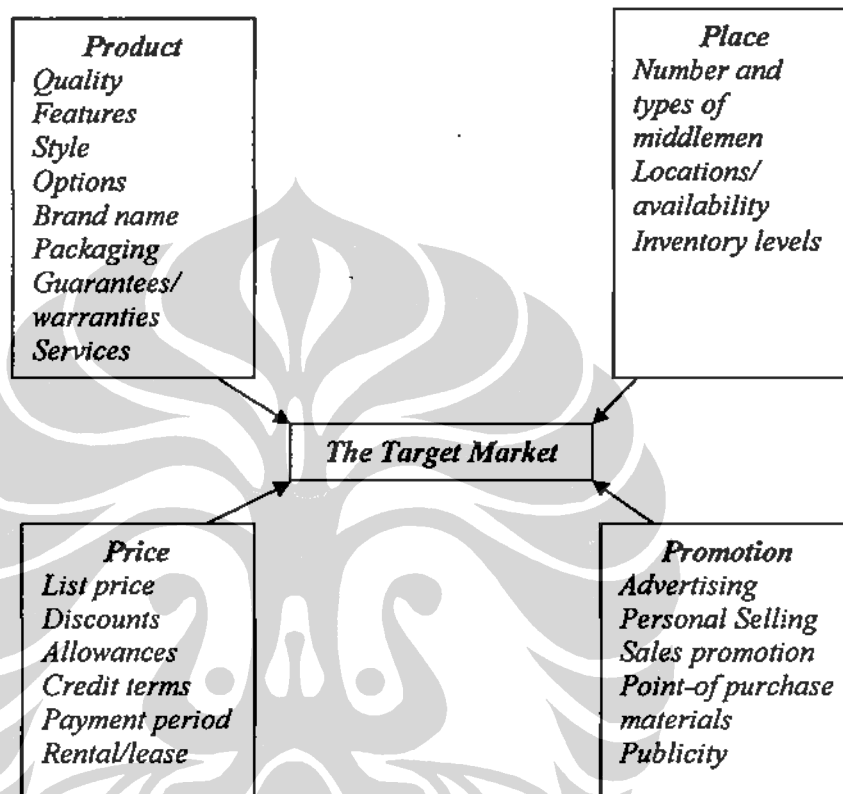 Product
Quality
Features
Style
Options
Brand name
Packaging
Guarantees/
warranties
Services
Place
Number and
types of
middlemen
Locations/
availability
Inventory levels
The Target Market
Price
List price
Discounts
Allowances
Credit terms
Payment period
Rental/lease
Promotion
Advertising
Personal Selling
Sales promotion
Point-of purchase
materials
Publicity